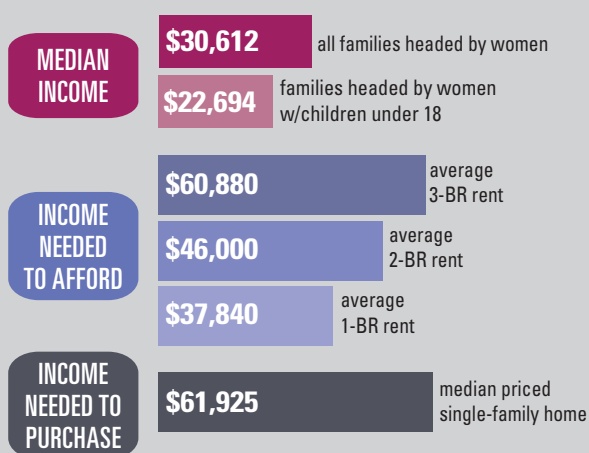 MEDIAN
INCOME
$30,612
all families headed by women
$22,694
families headed by women
w/children under 18
INCOME
NEEDED
TO AFFORD
$60,880
average
3-BR rent
$46,000
average
2-BR rent
$37,840
average
1-BR rent
INCOME
NEEDED TO
PURCHASE
$61,925
median priced
single-family home